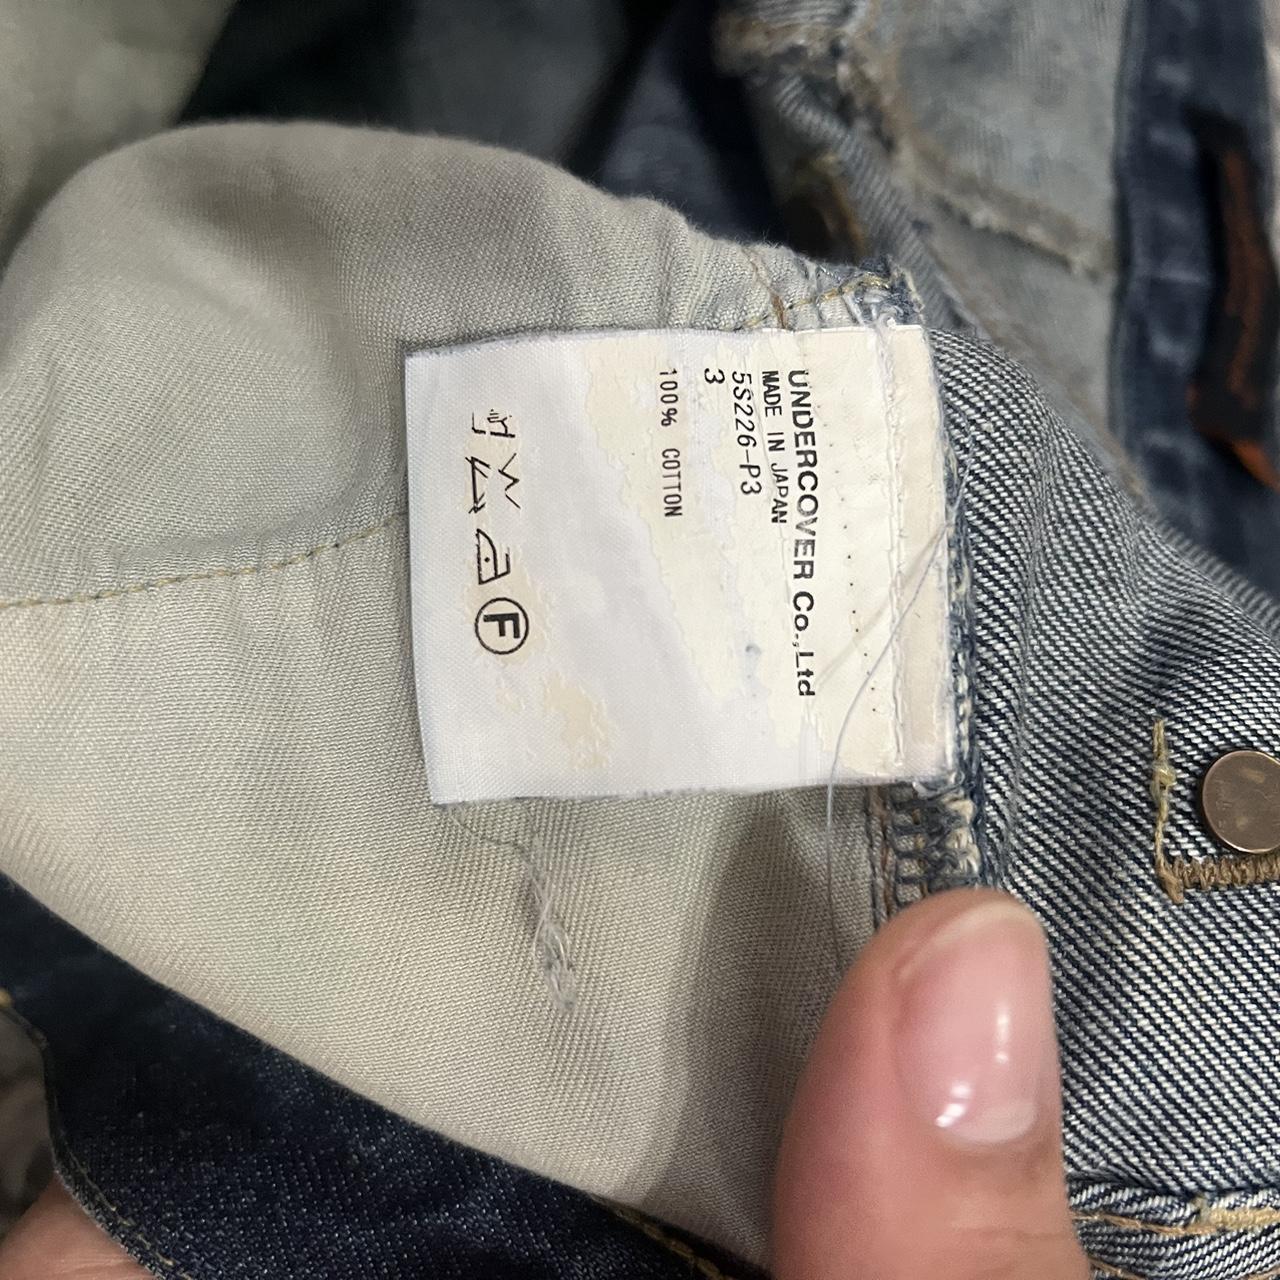 UNDERCOVER Co.,Ltd
MADE IN JAPAN
5S226-P3
3
100% COTTON
F